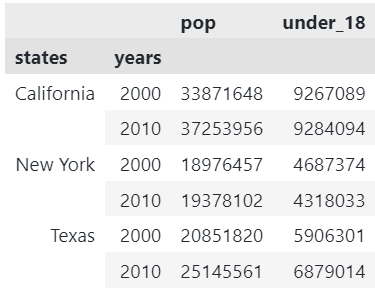 pop under_18
states years
California 2000 33871648 9267089
2010 37253956 9284094
New York 2000 18976457 4687374
2010 19378102 4318033
Texas 2000 20851820 5906301
2010 25145561 6879014